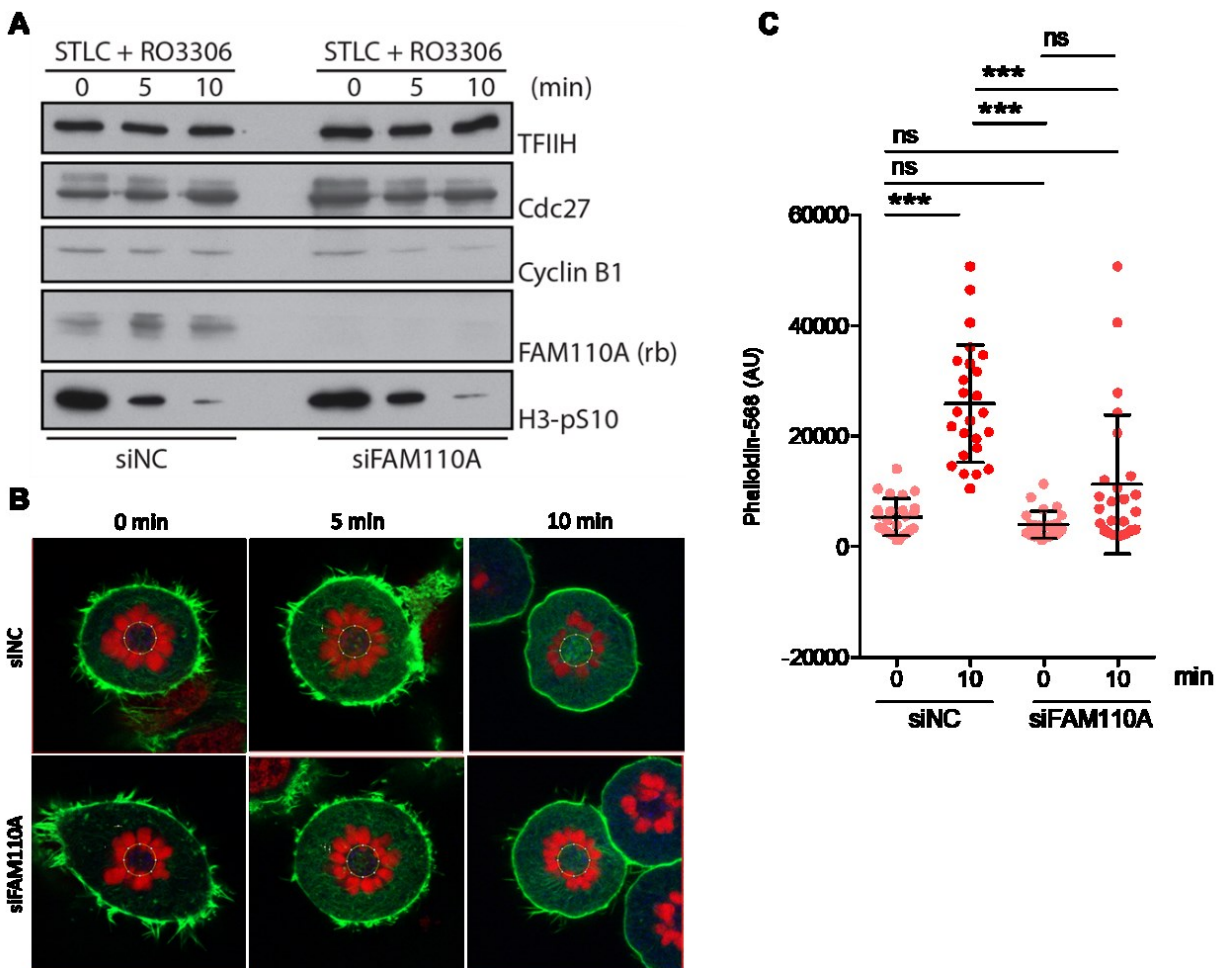 A
STLC + RO3306 STLC + RO3306
0 5 10 0 5 10 (min)
TFIIH
Cdc27
Cyclin B1
FAM110A (rb)
H3-pS10
siNC siFAM110A
B
0 min 5 min 10 min
siNC
siFAM110A
C
ns
***
***
ns
ns
***
60000
40000
20000
0
-20000
Phalloidin-568 (AU)
0 10 0 10 min
siNC siFAM110A